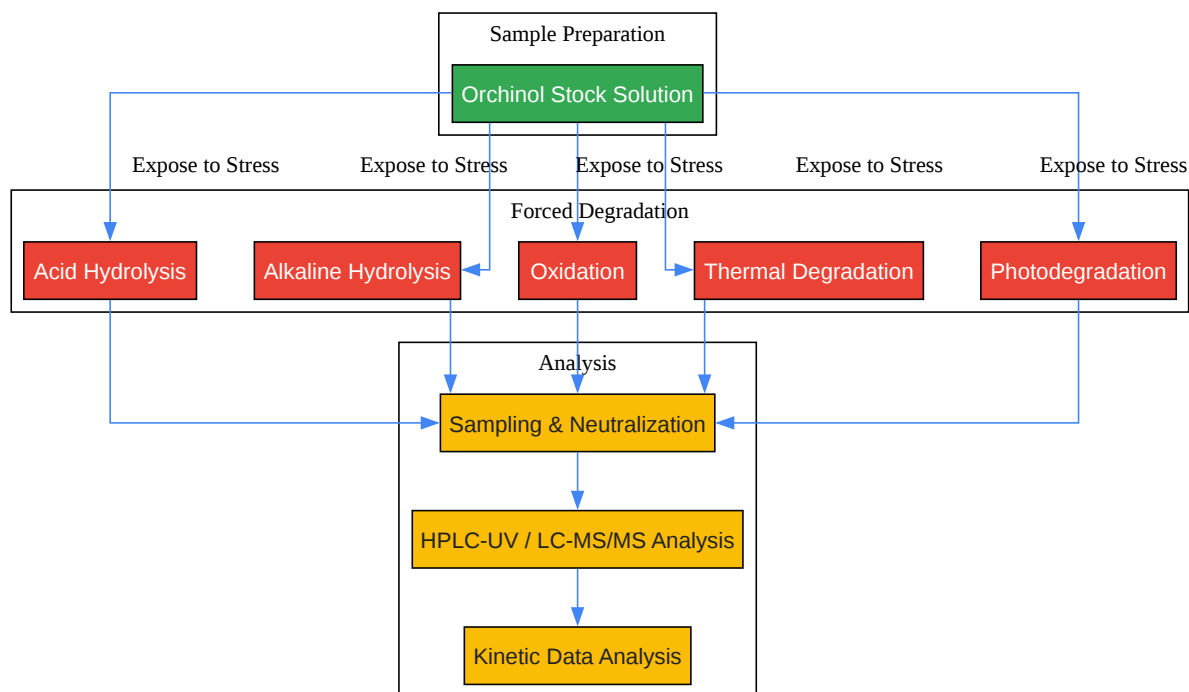 Sample Preparation
Orchinol Stock Solution
Expose to Stress
Expose to Stress
Expose to Stress
Expose to Stress
Expose to Stress
Forced Degradation
Acid Hydrolysis
Alkaline Hydrolysis
Oxidation
Thermal Degradation
Photodegradation
Analysis
Sampling & Neutralization
HPLC-UV / LC-MS/MS Analysis
Kinetic Data Analysis